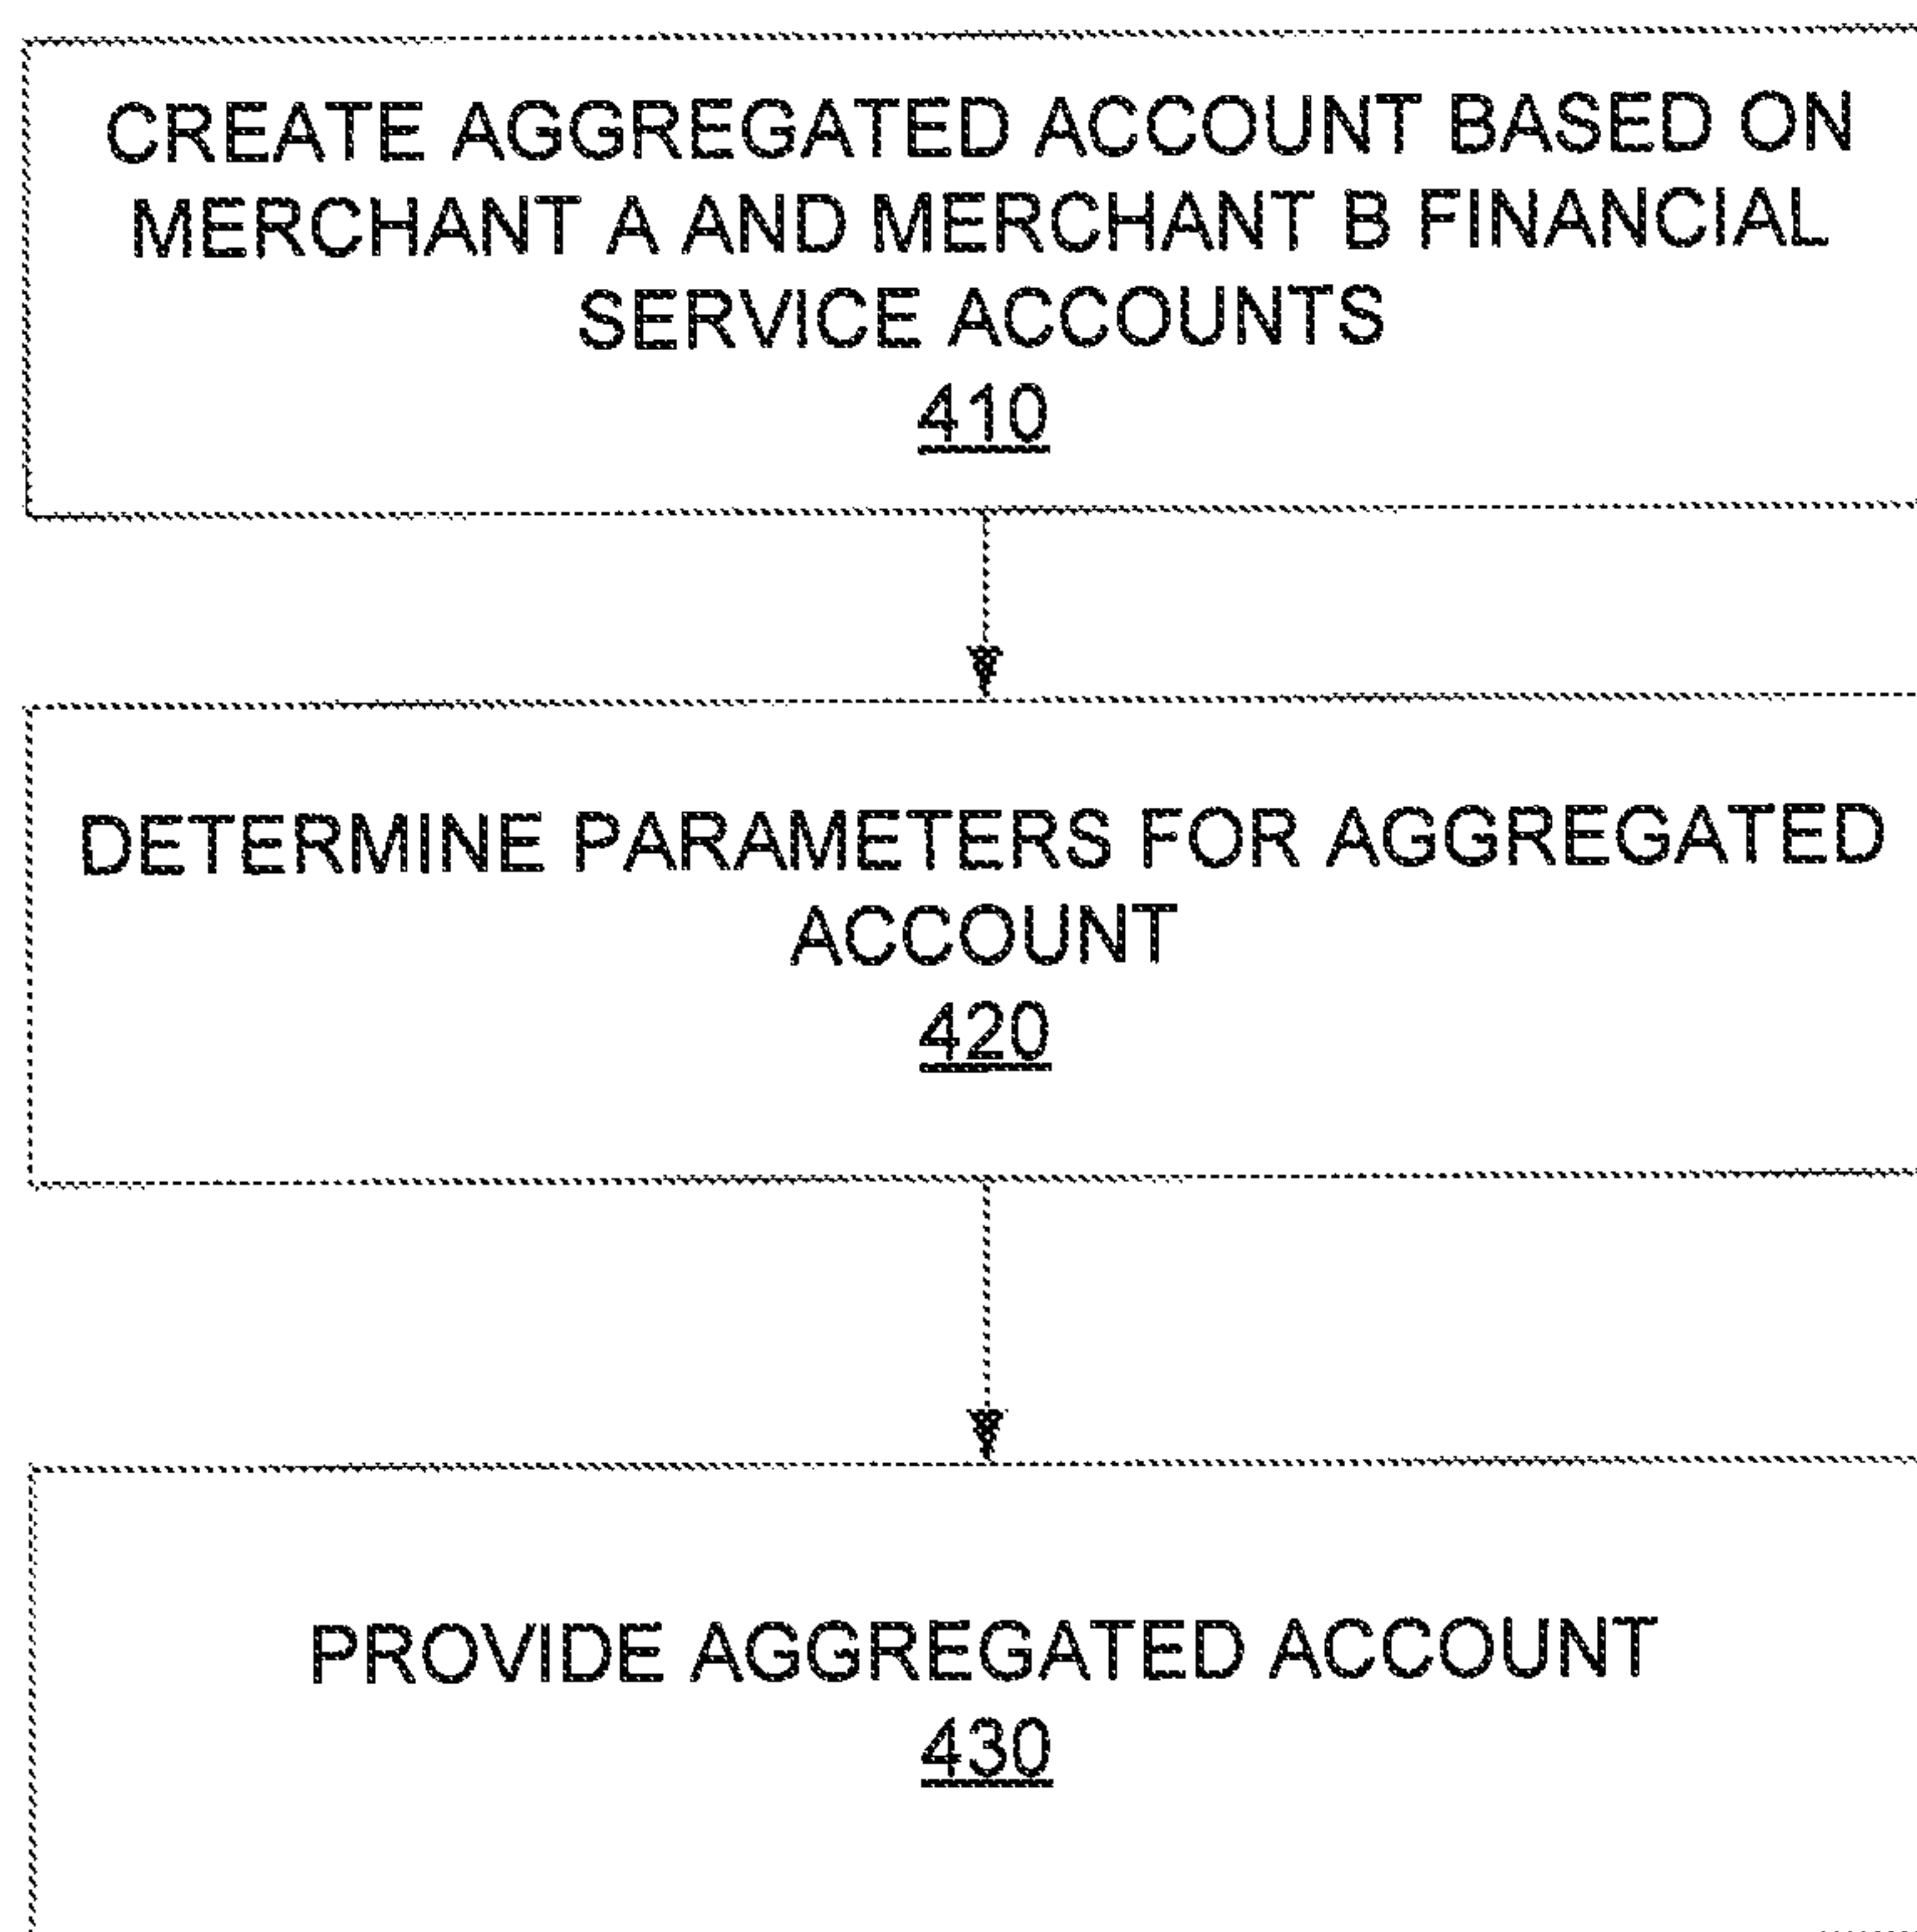 CREATE AGGREGATED ACCOUNT BASED ON
MERCHANT A AND MERCHANT B FINANCIAL
SERVICE ACCOUNTS
410
DETERMINE PARAMETERS FOR AGGREGATED
ACCOUNT
420
PROVIDE AGGREGATED ACCOUNT
430